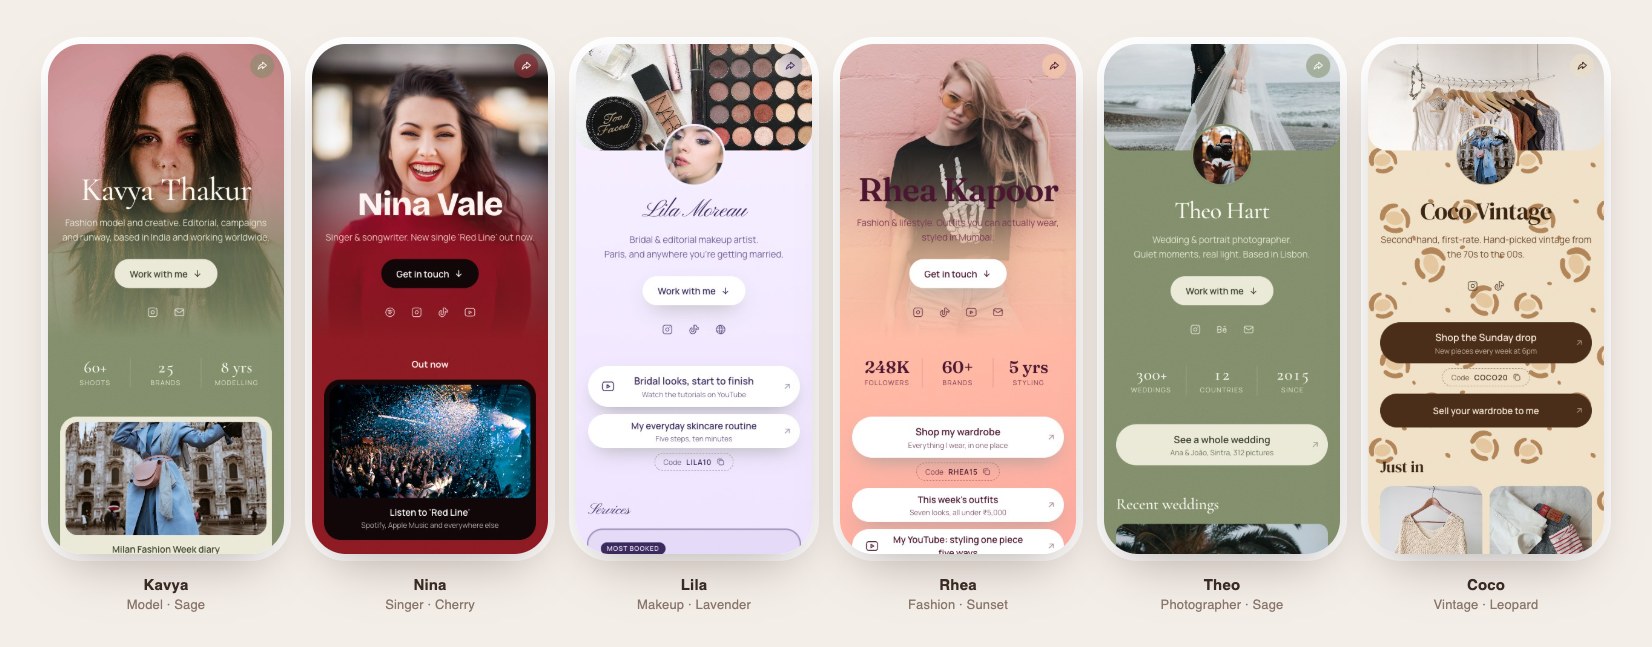 Kavya Thakur
Fashion model and creative. Editorial, campaigns
and runway, based in India and working worldwide.
Work with me ↓
60+
SHOOTS
25
BRANDS
8 yrs
MODELLING
Milan Fashion Week diary
Kavya
Model · Sage
Nina Vale
Singer & songwriter. New single 'Red Line' out now.
Get in touch ↓
Out now
Listen to 'Red Line'
Spotify, Apple Music and everywhere else
Nina
Singer · Cherry
Too
Faced
NARS
Lila Moreau
Bridal & editorial makeup artist.
Paris, and anywhere you're getting married.
Work with me ↓
Bridal looks, start to finish
Watch the tutorials on YouTube
My everyday skincare routine
Five steps, ten minutes
Code LILA10
Services
MOST BOOKED
Lila
Makeup · Lavender
Rhea Kapoor
Fashion & lifestyle. Outfits you can actually wear,
styled in Mumbai.
Get in touch ↓
248K
FOLLOWERS
60+
BRANDS
5 yrs
STYLING
Shop my wardrobe
Everything I wear, in one place
Code RHEA15
This week's outfits
Seven looks, all under ₹5,000
My YouTube: styling one piece
five ways
Rhea
Fashion · Sunset
Theo Hart
Wedding & portrait photographer.
Quiet moments, real light. Based in Lisbon.
Work with me ↓
Bē
300+
WEDDINGS
12
COUNTRIES
2015
SINCE
See a whole wedding
Ana & João, Sintra, 312 pictures
Recent weddings
Theo
Photographer · Sage
Coco Vintage
Secondhand, first-rate. Hand-picked vintage from
the 70s to the 00s.
Shop the Sunday drop
New pieces every week at 6pm
Code COCO20
Sell your wardrobe to me
Just in
Coco
Vintage · Leopard